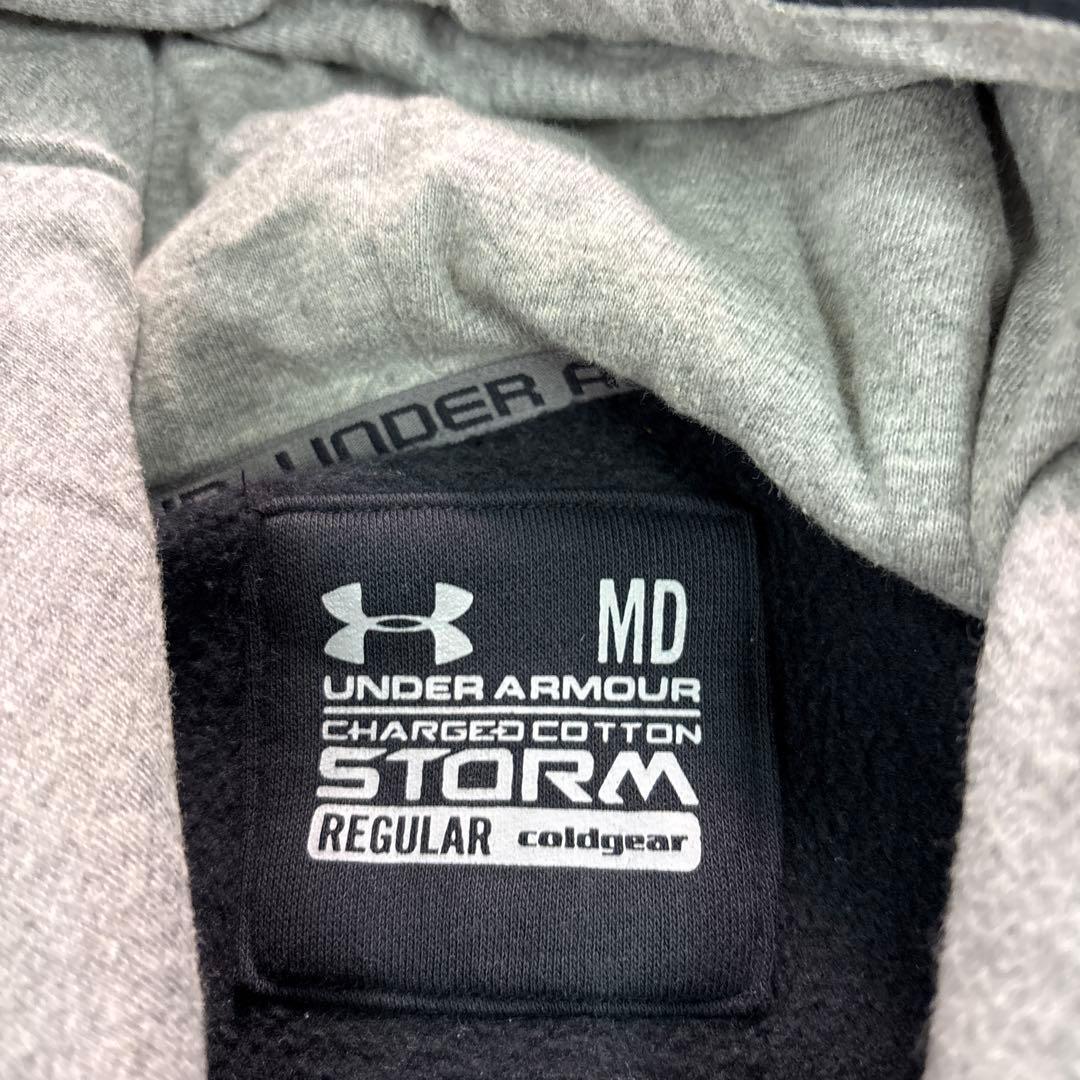 UNDER
MD
UNDER ARMOUR
CHARGED COTTON
STORM
REGULAR coldgear